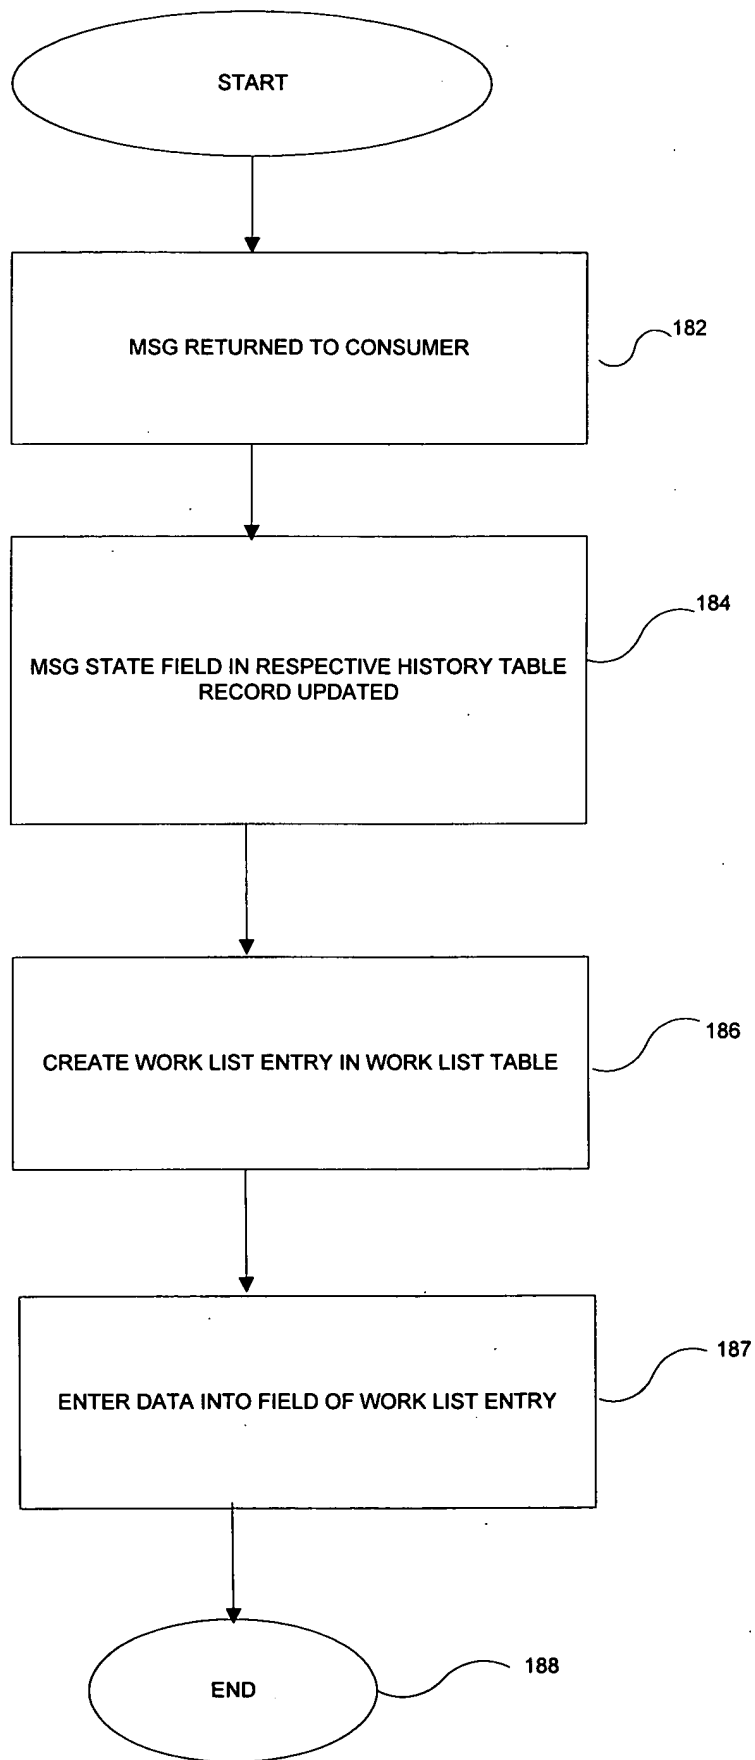 START
MSG RETURNED TO CONSUMER
182
MSG STATE FIELD IN RESPECTIVE HISTORY TABLE
RECORD UPDATED
184
CREATE WORK LIST ENTRY IN WORK LIST TABLE
186
ENTER DATA INTO FIELD OF WORK LIST ENTRY
187
END
188